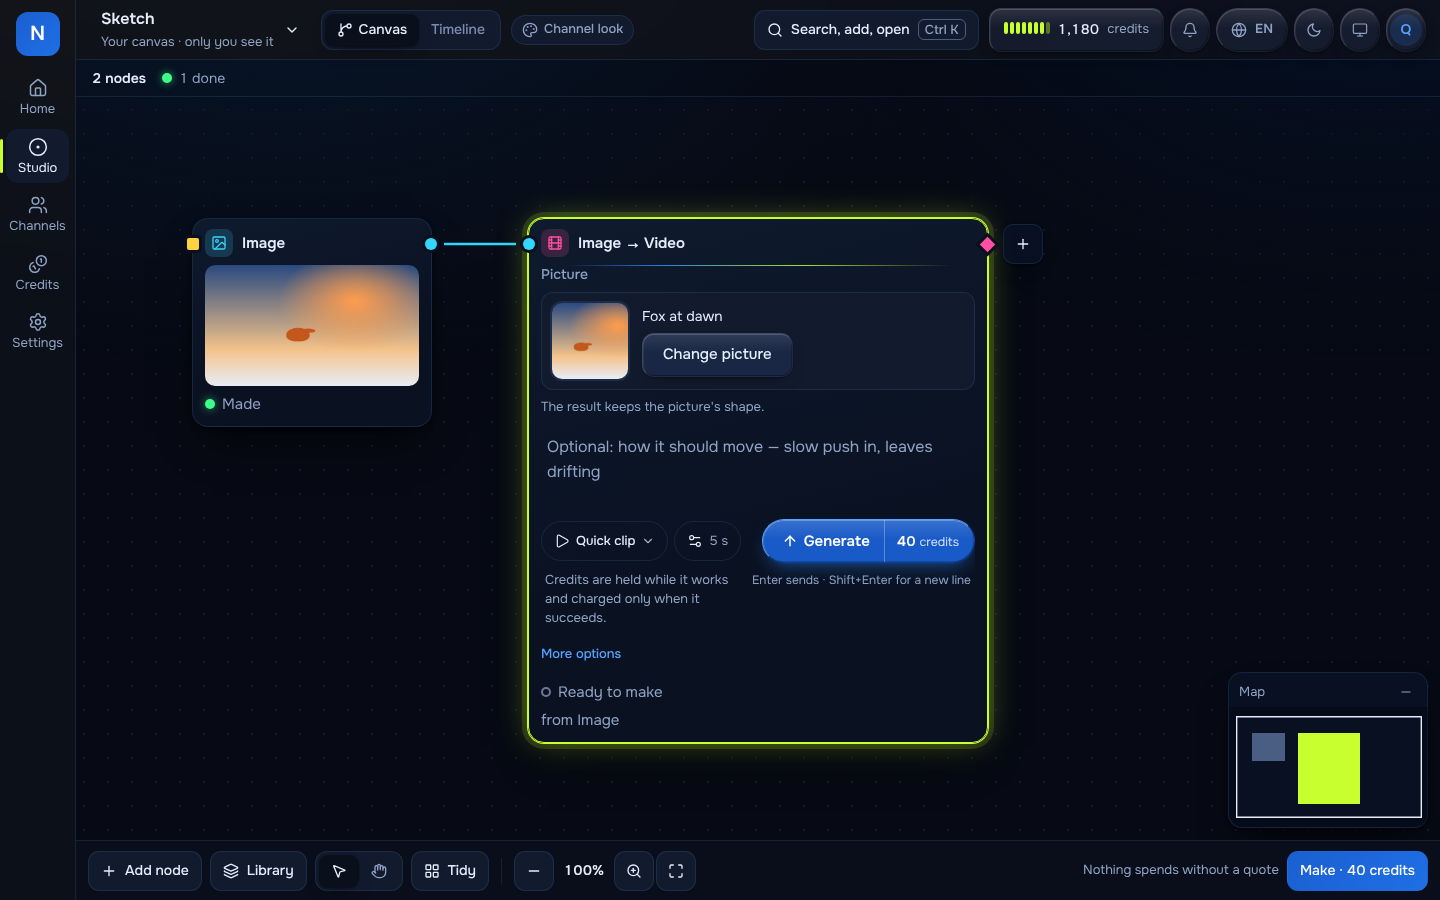 N
Sketch
Your canvas · only you see it
Canvas
Timeline
Channel look
Search, add, open
Ctrl K
1,180 credits
EN
Q
2 nodes
1 done
Home
Studio
Channels
Credits
Settings
Image
Made
Image → Video
Picture
Fox at dawn
Change picture
The result keeps the picture's shape.
Optional: how it should move — slow push in, leaves
drifting
Quick clip
5 s
Generate
40 credits
Credits are held while it works
and charged only when it
succeeds.
Enter sends · Shift+Enter for a new line
More options
Ready to make
from Image
Map
Add node
Library
Tidy
100%
Nothing spends without a quote
Make · 40 credits